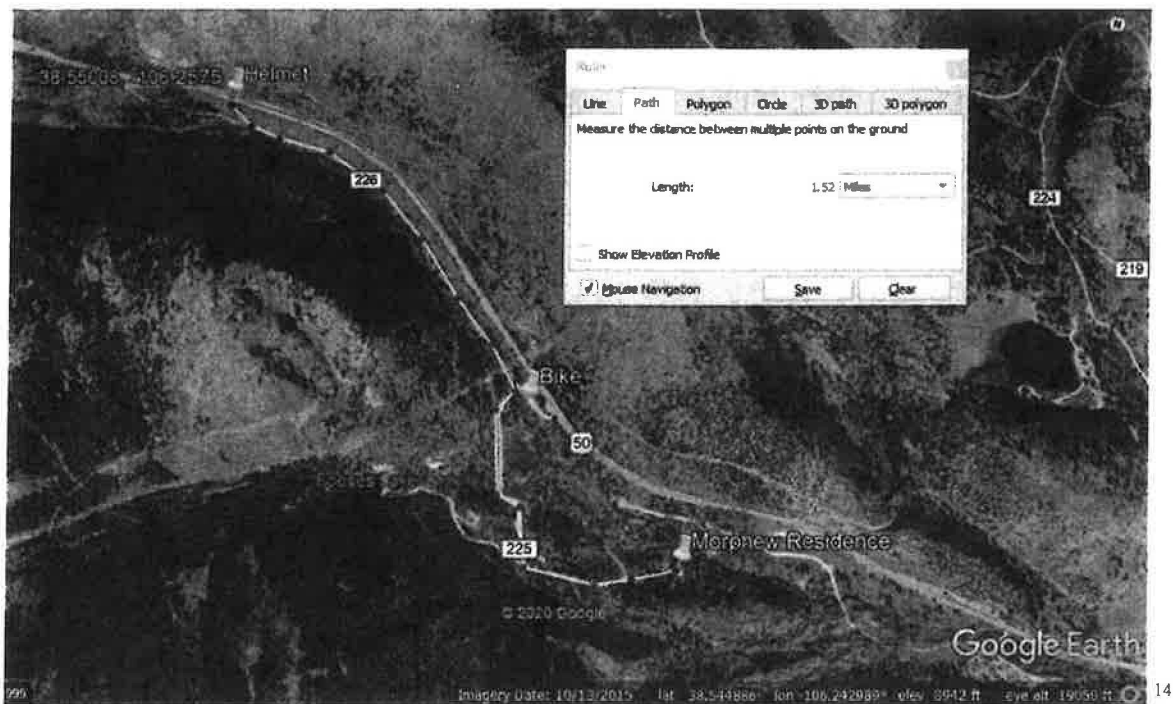 38.55008, -106.2575 Helmet
Ruler
Line Path Polygon Circle 3D path 3D polygon
Measure the distance between multiple points on the ground
Length: 1.52 Miles
Show Elevation Profile
Mouse Navigation Save Clear
N
226
224
219
Bike
50
225
Morphew Residence
© 2020 Google
Google Earth
999
Imagery Date: 10/13/2015 lat 38.544886° lon -106.242989° elev 8942 ft eye alt 19050 ft
14